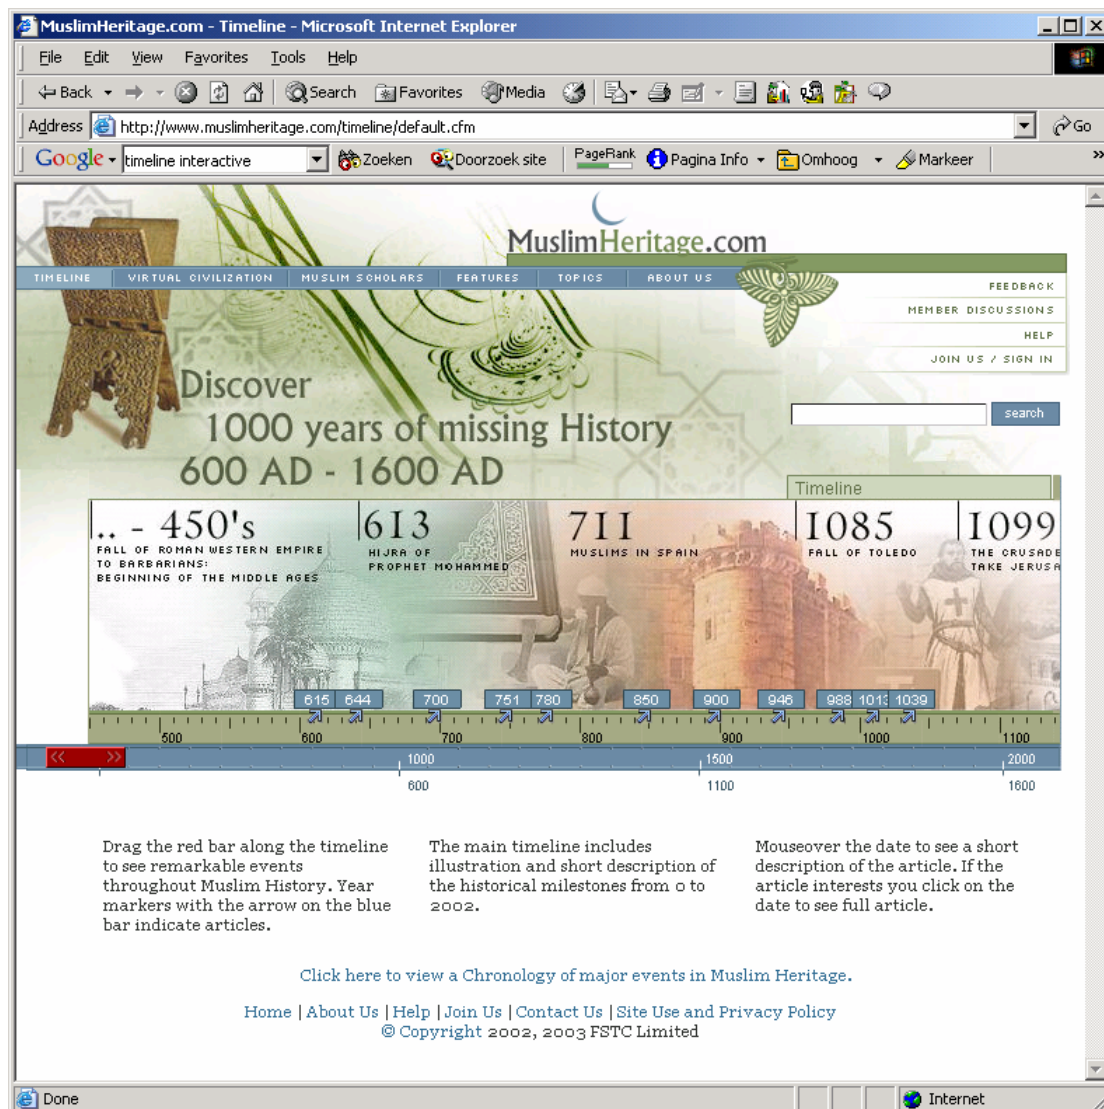 MuslimHeritage.com - Timeline - Microsoft Internet Explorer
File Edit View Favorites Tools Help
Back Search Favorites Media
Address http://www.muslimheritage.com/timeline/default.cfm Go
Google timeline interactive Zoeken Doorzoek site PageRank Pagina Info Omhoog Markeer »
MuslimHeritage.com
TIMELINE VIRTUAL CIVILIZATION MUSLIM SCHOLARS FEATURES TOPICS ABOUT US
FEEDBACK
MEMBER DISCUSSIONS
HELP
JOIN US / SIGN IN
Discover
1000 years of missing History
600 AD - 1600 AD
search
Timeline
.. - 450's
FALL OF ROMAN WESTERN EMPIRE
TO BARBARIANS:
BEGINNING OF THE MIDDLE AGES
613
HIJRA OF
PROPHET MOHAMMED
711
MUSLIMS IN SPAIN
1085
FALL OF TOLEDO
1099
THE CRUSADE
TAKE JERUSA
615 644 700 751 780 850 900 946 988 1013 1039
500 600 700 800 900 1000 1100
<< >> 1000 1500 2000
600 1100 1600
Drag the red bar along the timeline
to see remarkable events
throughout Muslim History. Year
markers with the arrow on the blue
bar indicate articles.
The main timeline includes
illustration and short description of
the historical milestones from 0 to
2002.
Mouseover the date to see a short
description of the article. If the
article interests you click on the
date to see full article.
Click here to view a Chronology of major events in Muslim Heritage.
Home | About Us | Help | Join Us | Contact Us | Site Use and Privacy Policy
© Copyright 2002, 2003 FSTC Limited
Done Internet